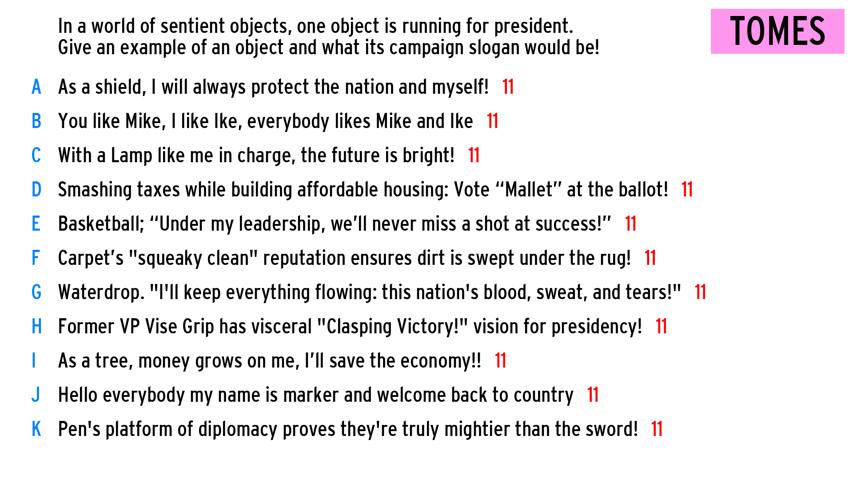 In a world of sentient objects, one object is running for president.
Give an example of an object and what its campaign slogan would be!
TOMES
A As a shield, I will always protect the nation and myself! 11
B You like Mike, I like Ike, everybody likes Mike and Ike 11
C With a Lamp like me in charge, the future is bright! 11
D Smashing taxes while building affordable housing: Vote “Mallet” at the ballot! 11
E Basketball; “Under my leadership, we’ll never miss a shot at success!” 11
F Carpet’s "squeaky clean" reputation ensures dirt is swept under the rug! 11
G Waterdrop. "I'll keep everything flowing: this nation's blood, sweat, and tears!" 11
H Former VP Vise Grip has visceral "Clasping Victory!" vision for presidency! 11
I As a tree, money grows on me, I’ll save the economy!! 11
J Hello everybody my name is marker and welcome back to country 11
K Pen's platform of diplomacy proves they're truly mightier than the sword! 11